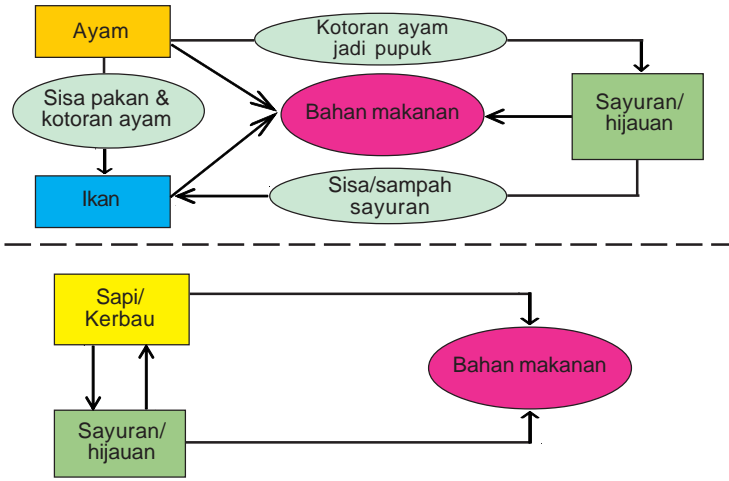 Ayam
Kotoran ayam
jadi pupuk
Sisa pakan &
kotoran ayam
Bahan makanan
Sayuran/
hijauan
Ikan
Sisa/sampah
sayuran
Sapi/
Kerbau
Bahan makanan
Sayuran/
hijauan